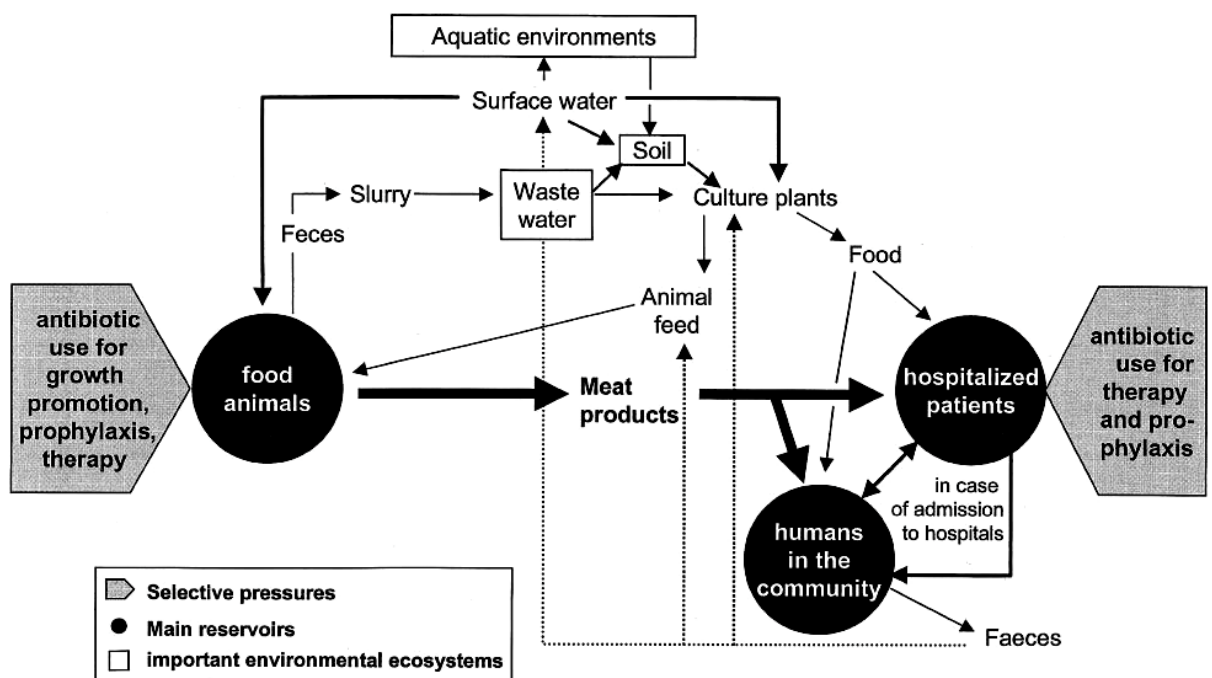 Aquatic environments
Surface water
Soil
Slurry
Waste
water
Culture plants
Feces
Food
Animal
feed
antibiotic
use for
growth
promotion,
prophylaxis,
therapy
food
animals
Meat
products
hospitalized
patients
antibiotic
use for
therapy
and pro-
phylaxis
in case
of admission
to hospitals
humans
in the
community
Faeces
Selective pressures
Main reservoirs
important environmental ecosystems